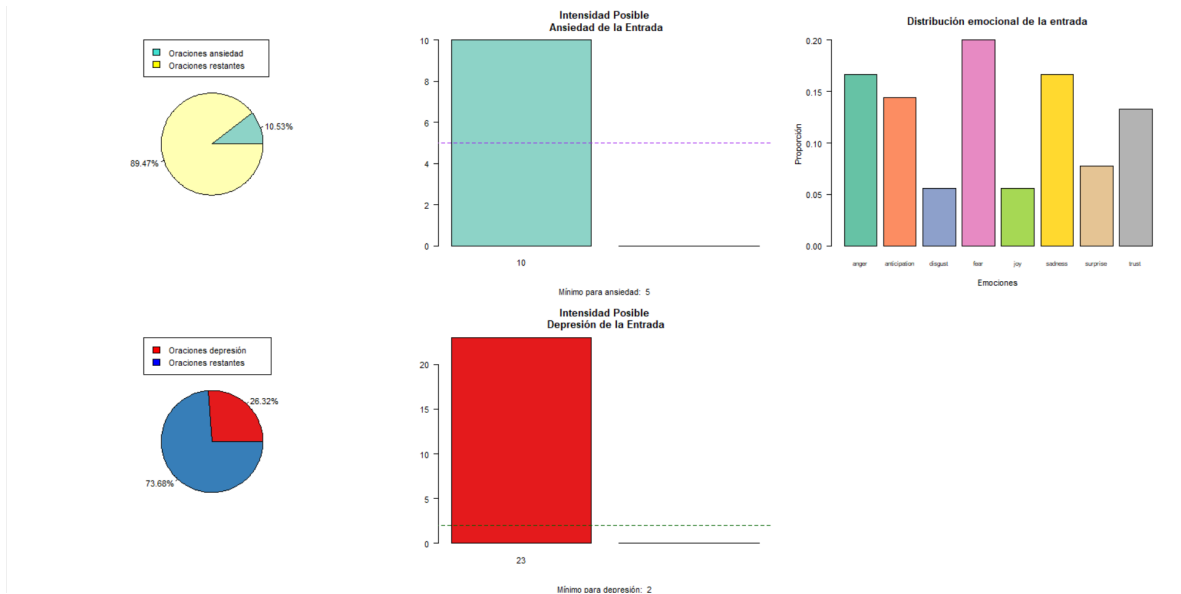 Oraciones ansiedad
Oraciones restantes
10.53%
89.47%
Intensidad Posible
Ansiedad de la Entrada
10
8
6
4
2
0
10
Mínimo para ansiedad: 5
Distribución emocional de la entrada
Proporción
0.20
0.15
0.10
0.05
0.00
anger
anticipation
disgust
fear
joy
sadness
surprise
trust
Emociones
Oraciones depresión
Oraciones restantes
26.32%
73.68%
Intensidad Posible
Depresión de la Entrada
20
15
10
5
0
23
Mínimo para depresión: 2